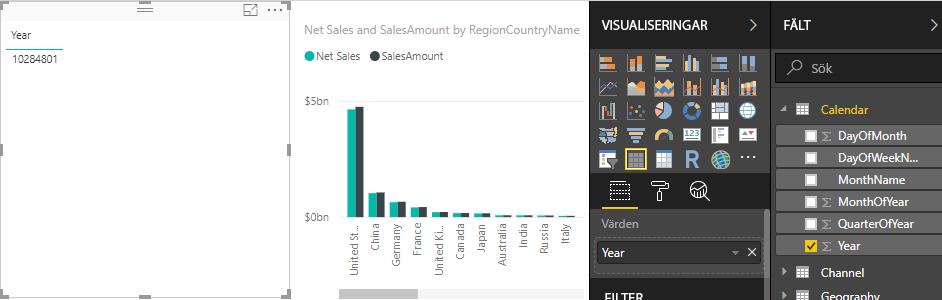 Year
10284801
Net Sales and SalesAmount by RegionCountryName
Net Sales
SalesAmount
$5bn
$0bn
United St...
China
Germany
France
United Ki...
Canada
Japan
Australia
India
Russia
Italy
VISUALISERINGAR
123
R
Värden
Year
FILTER
FÄLT
Sök
Calendar
DayOfMonth
DayOfWeekN...
MonthName
MonthOfYear
QuarterOfYear
Year
Channel
Geography